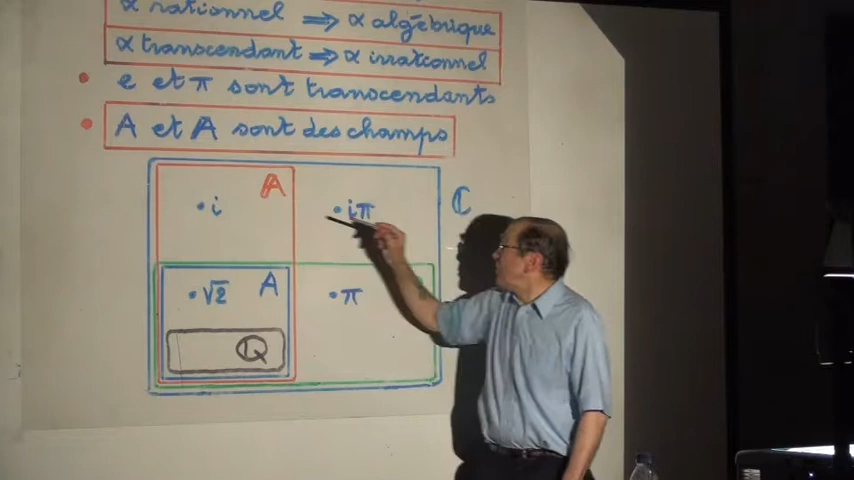 α rationnel ⇒ α algébrique
α transcendant ⇒ α irrationnel
• e et π sont transcendants
• A et 𝔸 sont des champs
• i 𝔸 • iπ ℂ
• √2 A • π
ℚ